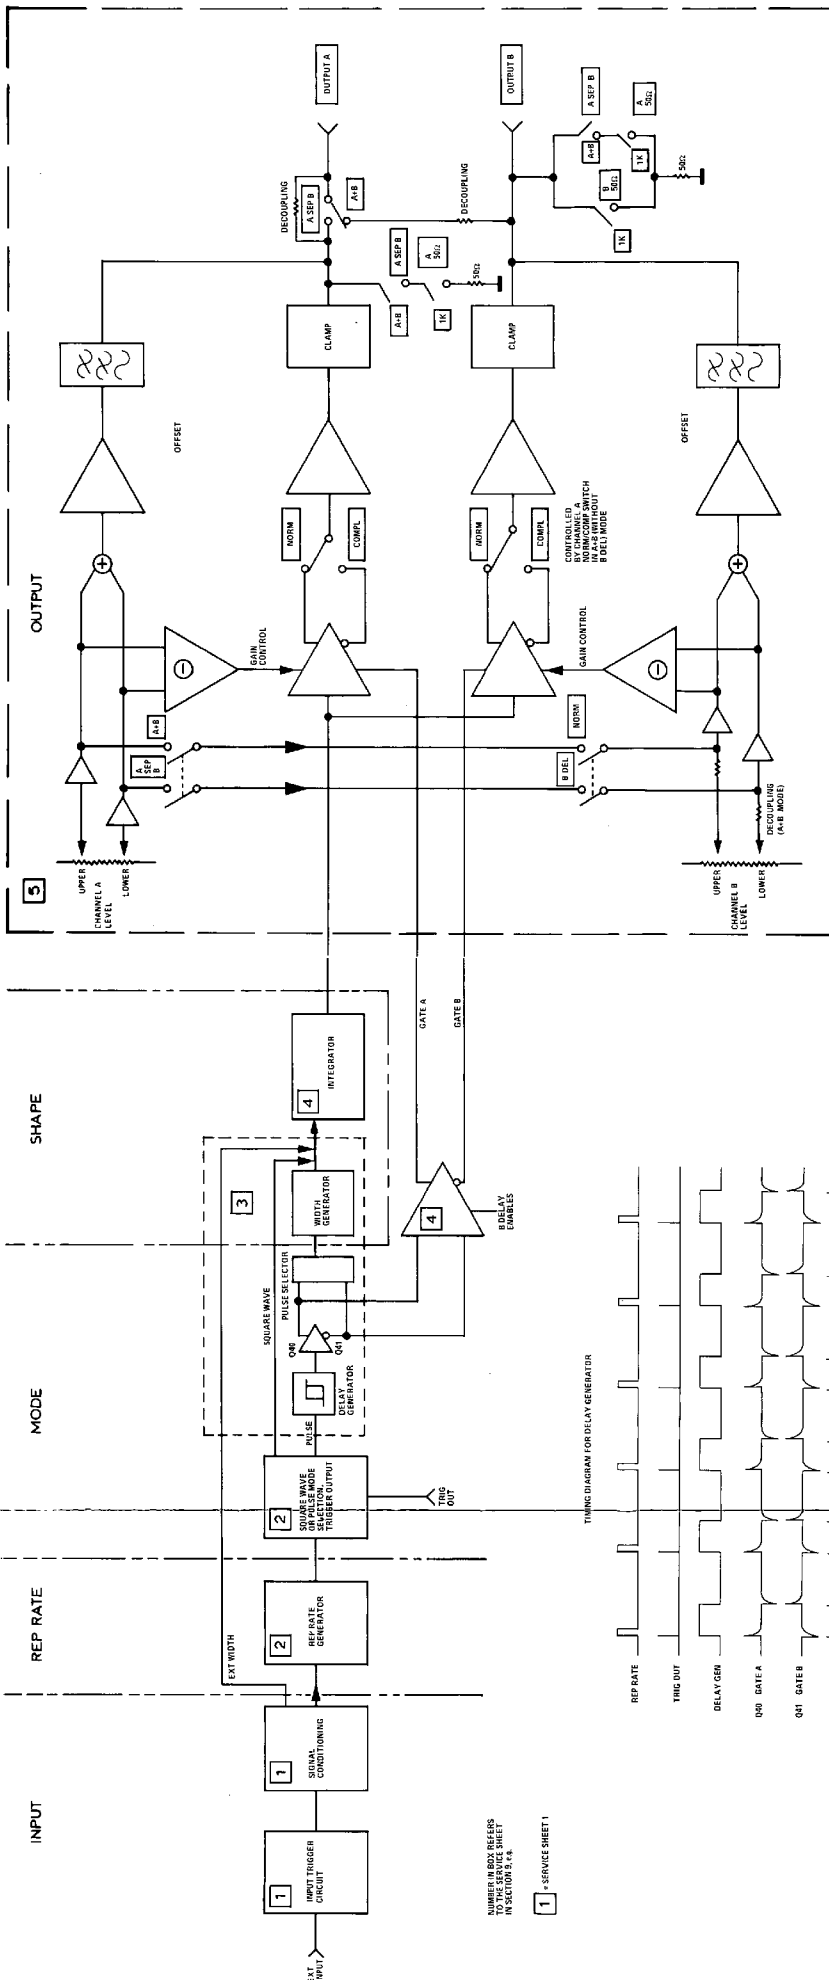 INPUT
REP RATE
MODE
SHAPE
OUTPUT
EXT
INPUT
1
INPUT TRIGGER
CIRCUIT
1
SIGNAL
CONDITIONING
EXT WIDTH
2
REP RATE
GENERATOR
2
SQUARE WAVE
OR PULSE MODE
SELECTION,
TRIGGER OUTPUT
TRIG
OUT
SQUARE WAVE
PULSE
DELAY
GENERATOR
Q40
Q41
PULSE SELECTOR
3
WIDTH
GENERATOR
4
INTEGRATOR
4
B DELAY
ENABLES
GATE A
GATE B
5
UPPER
CHANNEL A
LEVEL
LOWER
A
SEP
B
A+B
GAIN
CONTROL
OFFSET
NORM
COMPL
CLAMP
A+B
1K
A SEP B
A
50Ω
50Ω
DECOUPLING
A SEP B
A+B
OUTPUT A
DECOUPLING
OUTPUT B
UPPER
CHANNEL B
LEVEL
LOWER
DECOUPLING
(A+B MODE)
B DEL
NORM
GAIN CONTROL
NORM
COMPL
CONTROLLED
BY CHANNEL A
NORM/COMP SWITCH
IN A+B (WITHOUT
B DEL) MODE
CLAMP
OFFSET
1K
B
50Ω
A+B
1K
A SEP B
A
50Ω
50Ω
NUMBER IN BOX REFERS
TO THE SERVICE SHEET
IN SECTION 9, e.g.
1 = SERVICE SHEET 1
TIMING DIAGRAM FOR DELAY GENERATOR
REP RATE
TRIG OUT
DELAY GEN
Q40 GATE A
Q41 GATE B